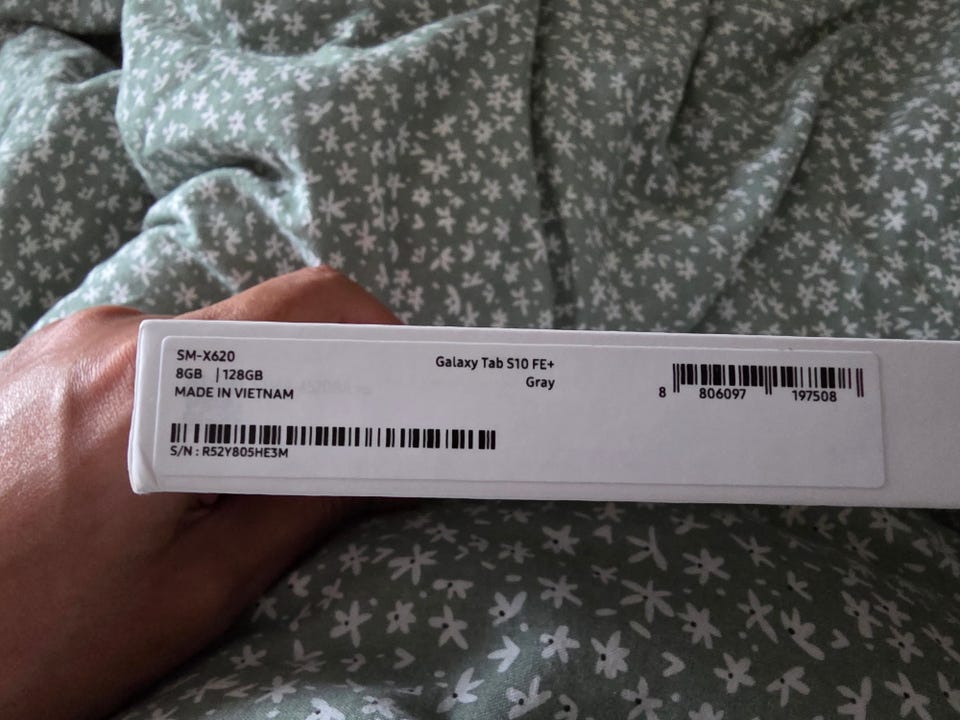 SM-X620
8GB | 128GB
MADE IN VIETNAM
Galaxy Tab S10 FE+
Gray
8 806097 197508
S/N : R52Y805HE3M